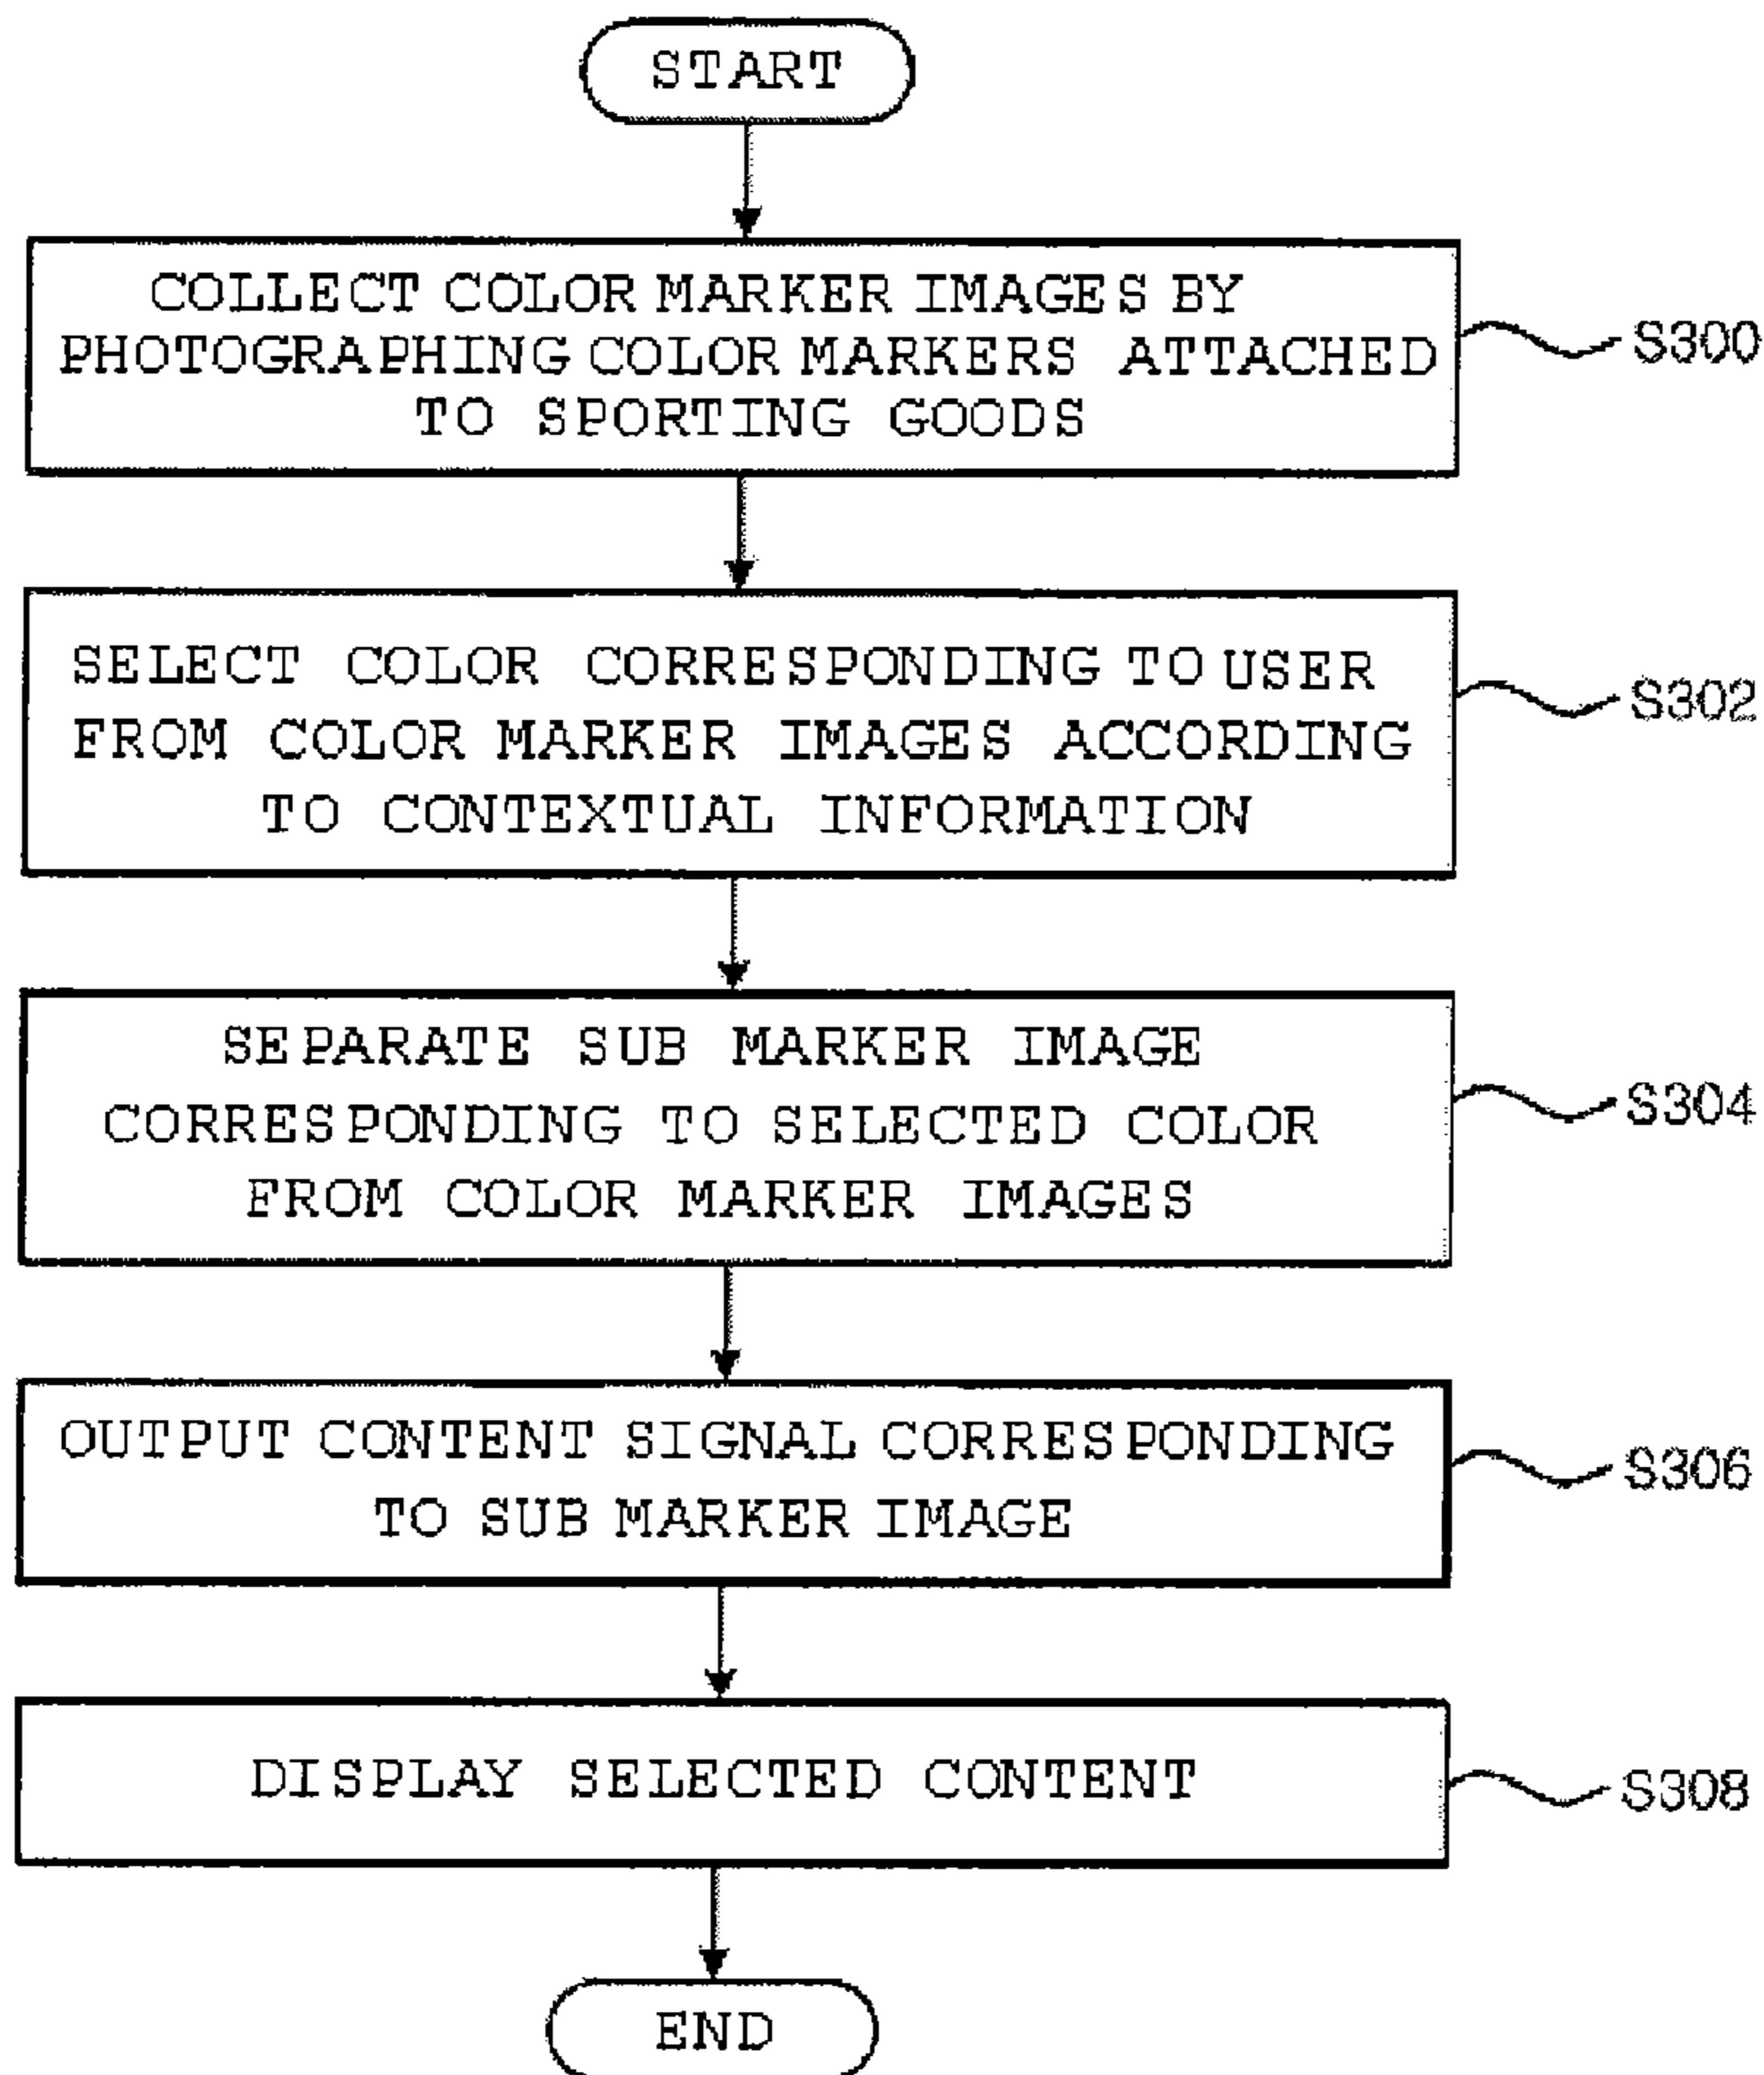 START
COLLECT COLOR MARKER IMAGES BY
PHOTOGRAPHING COLOR MARKERS ATTACHED
TO SPORTING GOODS
S300
SELECT COLOR CORRESPONDING TO USER
FROM COLOR MARKER IMAGES ACCORDING
TO CONTEXTUAL INFORMATION
S302
SEPARATE SUB MARKER IMAGE
CORRESPONDING TO SELECTED COLOR
FROM COLOR MARKER IMAGES
S304
OUTPUT CONTENT SIGNAL CORRESPONDING
TO SUB MARKER IMAGE
S306
DISPLAY SELECTED CONTENT
S308
END